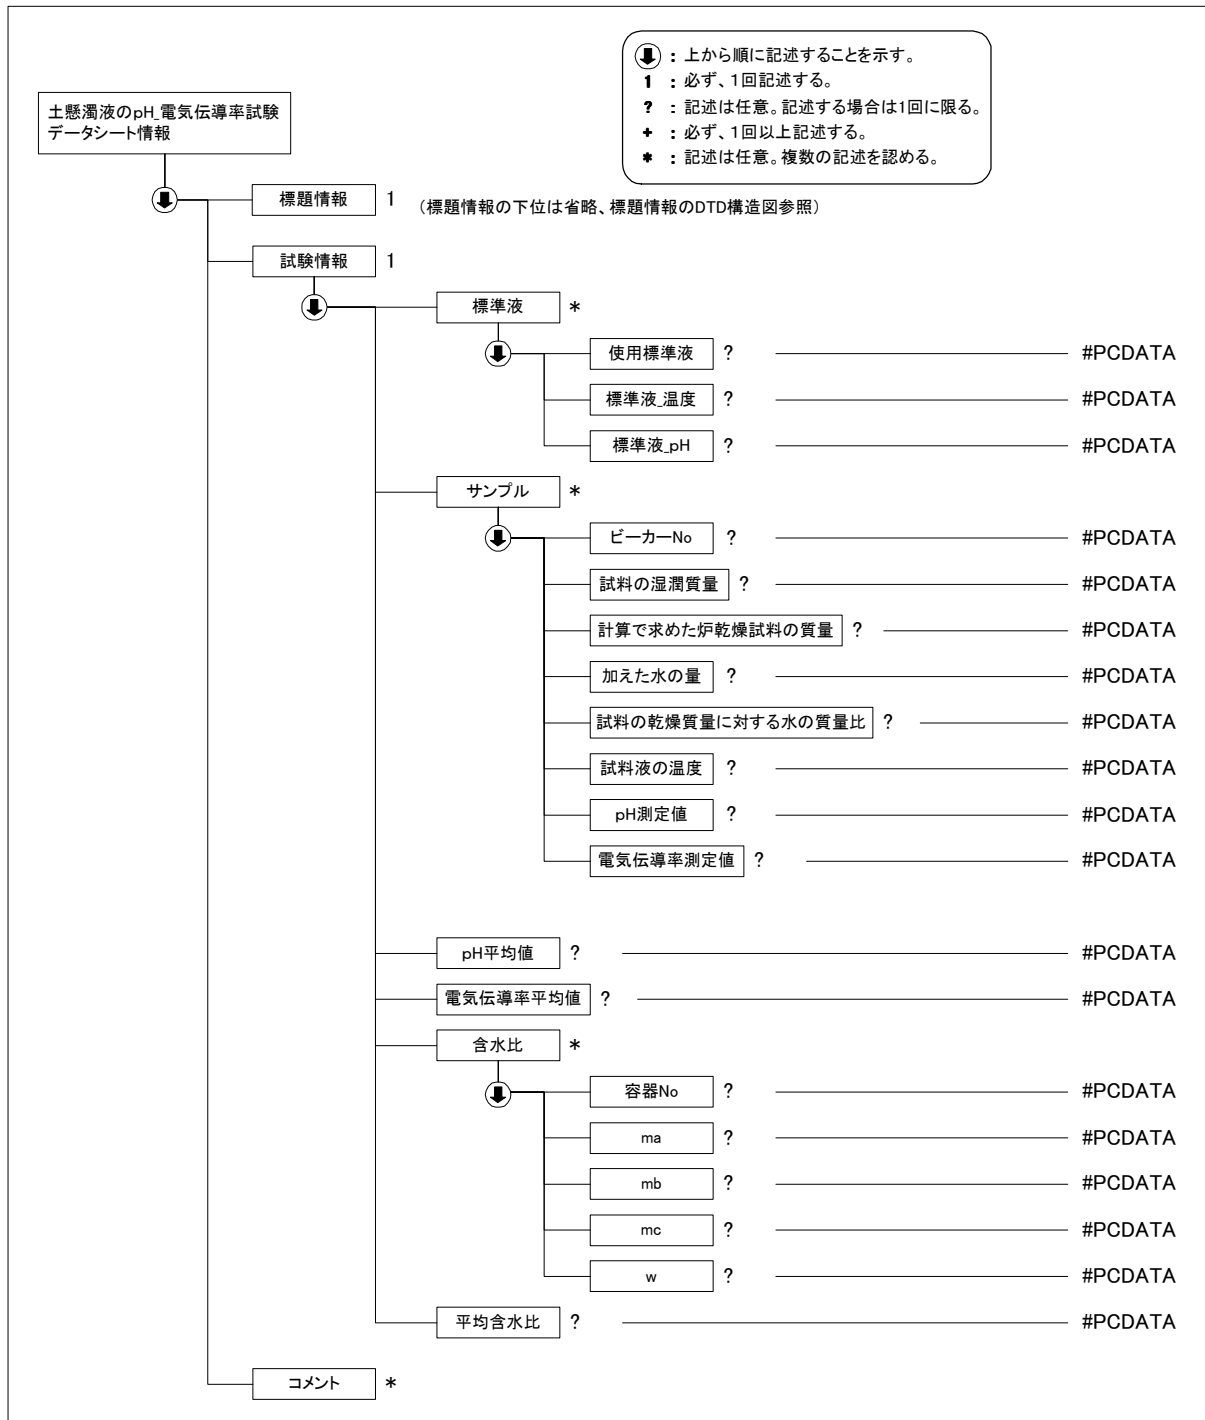 : 上から順に記述することを示す。
1 : 必ず、1回記述する。
? : 記述は任意。記述する場合は1回に限る。
+ : 必ず、1回以上記述する。
* : 記述は任意。複数の記述を認める。
土懸濁液のpH_電気伝導率試験
データシート情報
標題情報 1 (標題情報の下位は省略、標題情報のDTD構造図参照)
試験情報 1
標準液 *
使用標準液 ? #PCDATA
標準液_温度 ? #PCDATA
標準液_pH ? #PCDATA
サンプル *
ビーカーNo ? #PCDATA
試料の湿潤質量 ? #PCDATA
計算で求めた炉乾燥試料の質量 ? #PCDATA
加えた水の量 ? #PCDATA
試料の乾燥質量に対する水の質量比 ? #PCDATA
試料液の温度 ? #PCDATA
pH測定値 ? #PCDATA
電気伝導率測定値 ? #PCDATA
pH平均値 ? #PCDATA
電気伝導率平均値 ? #PCDATA
含水比 *
容器No ? #PCDATA
ma ? #PCDATA
mb ? #PCDATA
mc ? #PCDATA
w ? #PCDATA
平均含水比 ? #PCDATA
コメント *